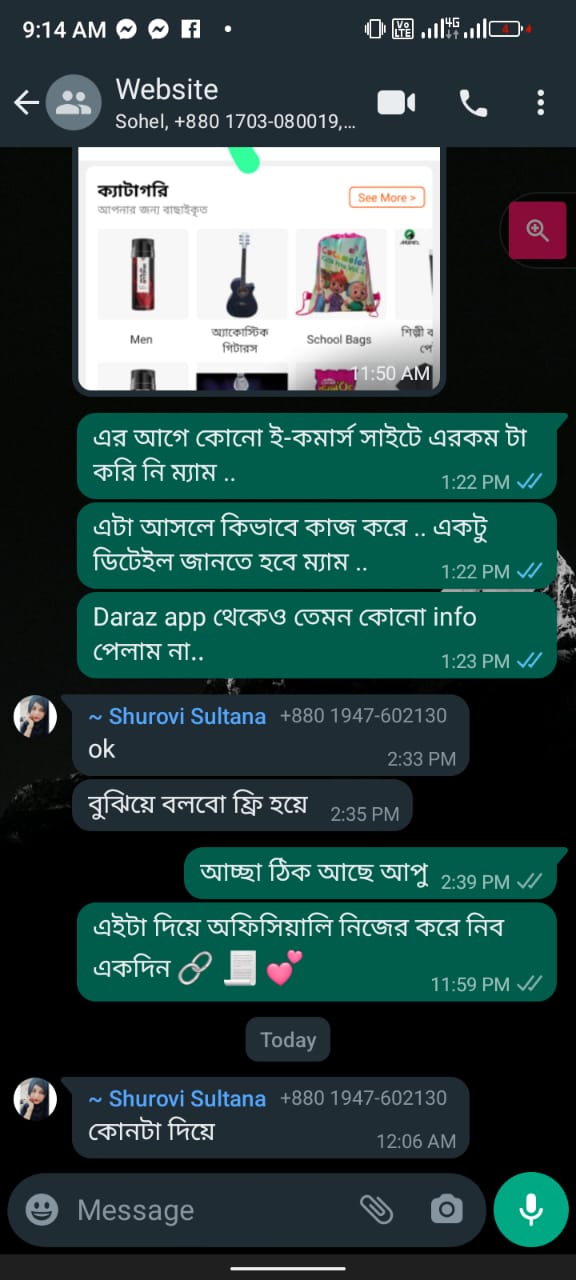 9:14 AM
Vo LTE 4G 4
Website
Sohel, +880 1703-080019,...
ক্যাটাগরি
আপনার জন্য বাছাইকৃত
See More >
Men
অ্যাকোস্টিক
গিটারস
School Bags
শিল্পী ব
পে
11:50 AM
এর আগে কোনো ই-কমার্স সাইটে এরকম টা
করি নি ম্যাম ..
1:22 PM
এটা আসলে কিভাবে কাজ করে .. একটু
ডিটেইল জানতে হবে ম্যাম ..
1:22 PM
Daraz app থেকেও তেমন কোনো info
পেলাম না..
1:23 PM
~ Shurovi Sultana +880 1947-602130
ok
2:33 PM
বুঝিয়ে বলবো ফ্রি হয়ে 2:35 PM
আচ্ছা ঠিক আছে আপু 2:39 PM
এইটা দিয়ে অফিসিয়ালি নিজের করে নিব
একদিন 🔗 📃 💕
11:59 PM
Today
~ Shurovi Sultana +880 1947-602130
কোনটা দিয়ে
12:06 AM
Message